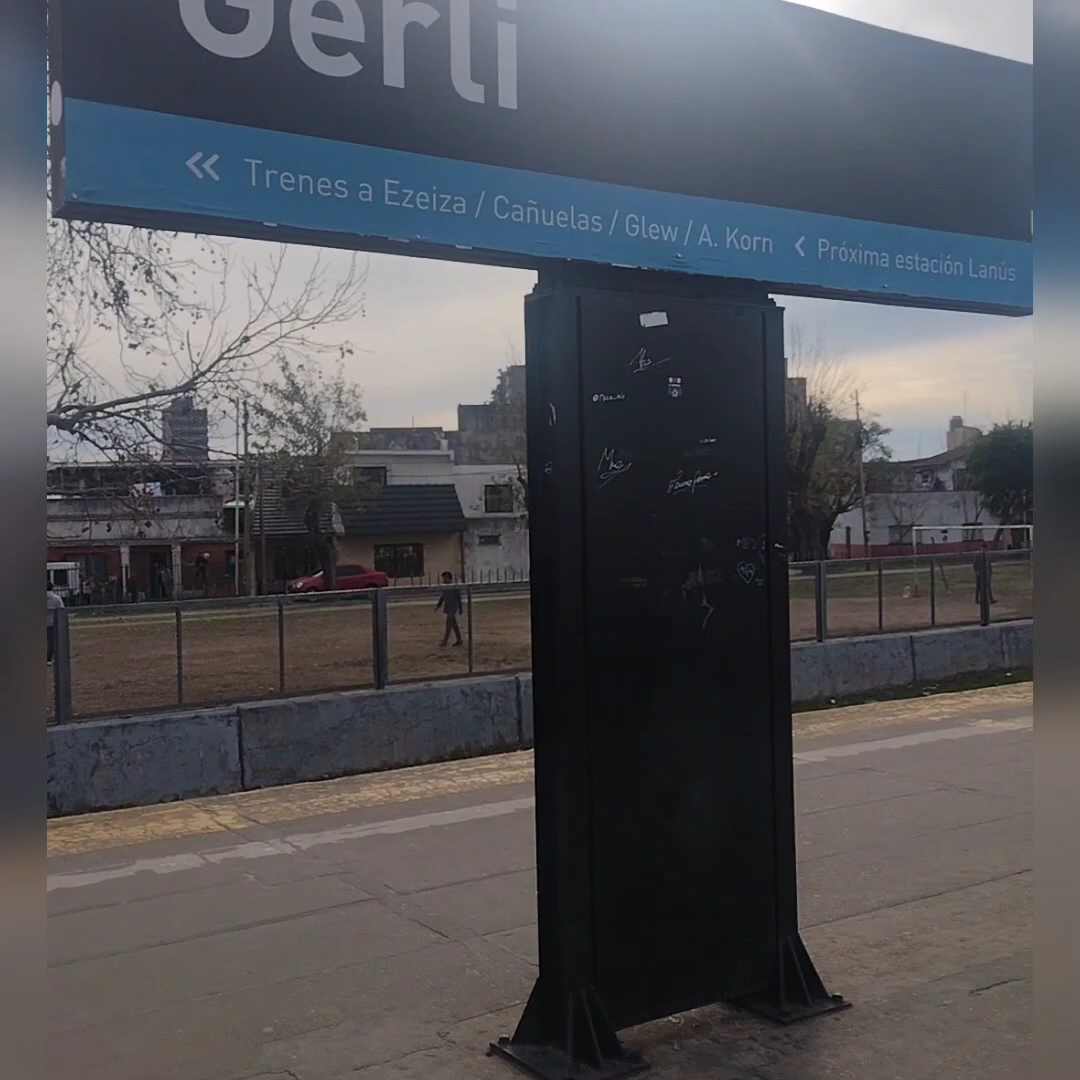 Gerli
« Trenes a Ezeiza / Cañuelas / Glew / A. Korn ‹ Próxima estación Lanús